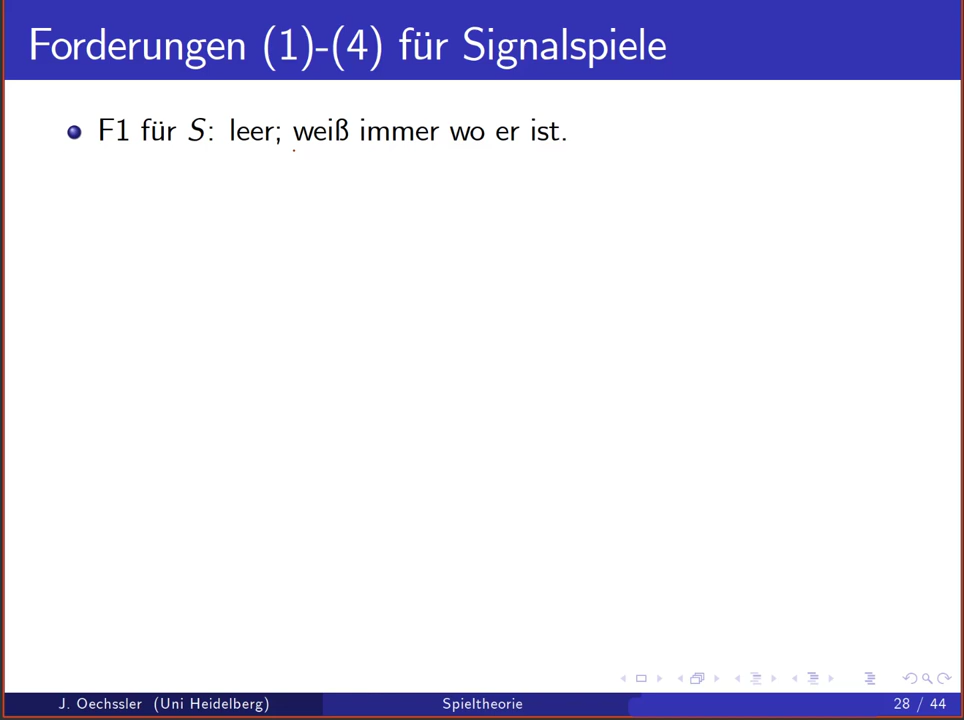 Forderungen (1)-(4) für Signalspiele
F1 für S: leer; weiß immer wo er ist.
J. Oechssler (Uni Heidelberg)
Spieltheorie
28 / 44